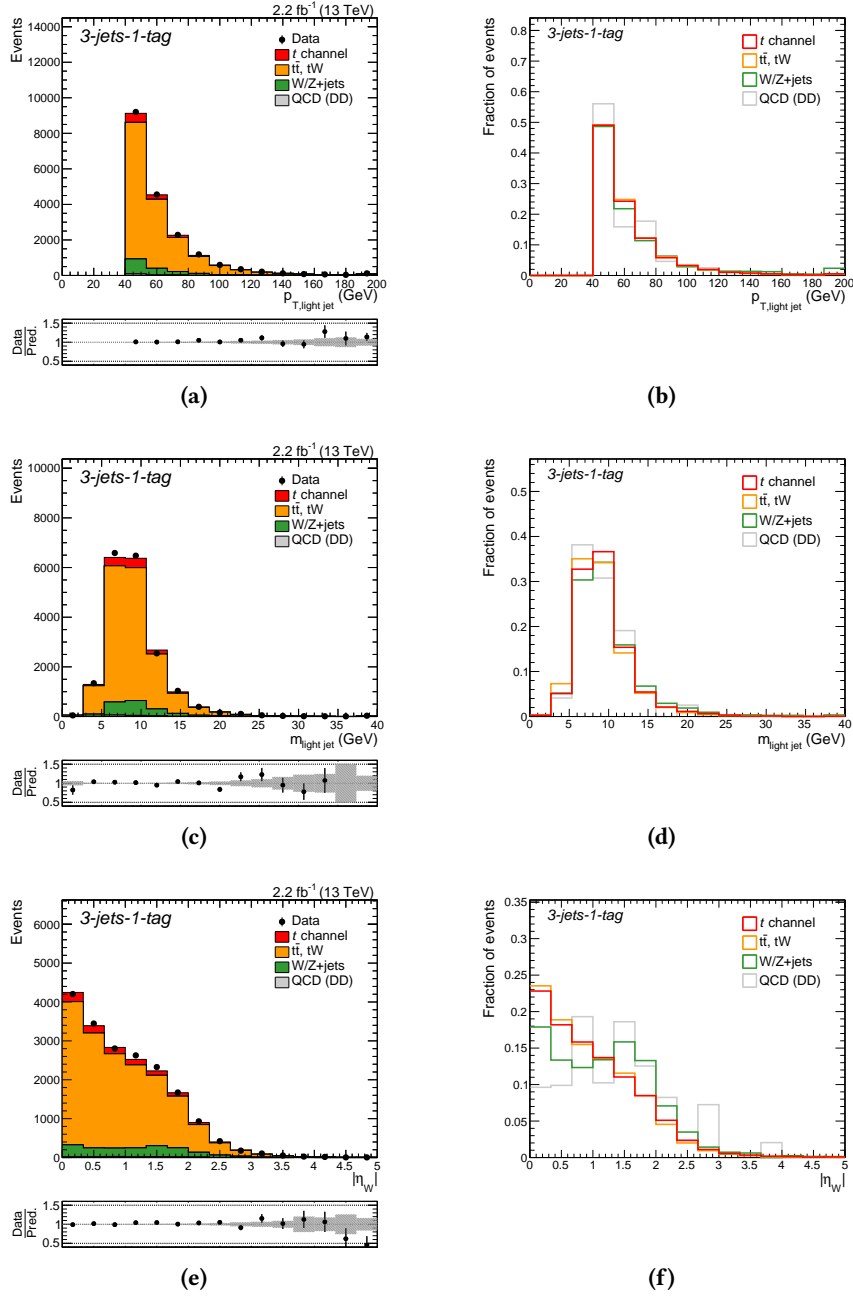 2.2 fb⁻¹ (13 TeV)
Events
3-jets-1-tag
Data
t channel
tt̄, tW
W/Z+jets
QCD (DD)
14000
12000
10000
8000
6000
4000
2000
0
0 20 40 60 80 100 120 140 160 180 200
p_T,light jet (GeV)
Data
Pred.
1.5
1
0.5
(a)
Fraction of events
3-jets-1-tag
t channel
tt̄, tW
W/Z+jets
QCD (DD)
0.8
0.7
0.6
0.5
0.4
0.3
0.2
0.1
0
0 20 40 60 80 100 120 140 160 180 200
p_T,light jet (GeV)
(b)
2.2 fb⁻¹ (13 TeV)
Events
3-jets-1-tag
Data
t channel
tt̄, tW
W/Z+jets
QCD (DD)
10000
8000
6000
4000
2000
0
0 5 10 15 20 25 30 35 40
m_light jet (GeV)
Data
Pred.
1.5
1
0.5
(c)
Fraction of events
3-jets-1-tag
t channel
tt̄, tW
W/Z+jets
QCD (DD)
0.5
0.4
0.3
0.2
0.1
0
0 5 10 15 20 25 30 35 40
m_light jet (GeV)
(d)
2.2 fb⁻¹ (13 TeV)
Events
3-jets-1-tag
Data
t channel
tt̄, tW
W/Z+jets
QCD (DD)
6000
5000
4000
3000
2000
1000
0
0 0.5 1 1.5 2 2.5 3 3.5 4 4.5 5
|η_W|
Data
Pred.
1.5
1
0.5
(e)
Fraction of events
3-jets-1-tag
t channel
tt̄, tW
W/Z+jets
QCD (DD)
0.35
0.3
0.25
0.2
0.15
0.1
0.05
0
0 0.5 1 1.5 2 2.5 3 3.5 4 4.5 5
|η_W|
(f)